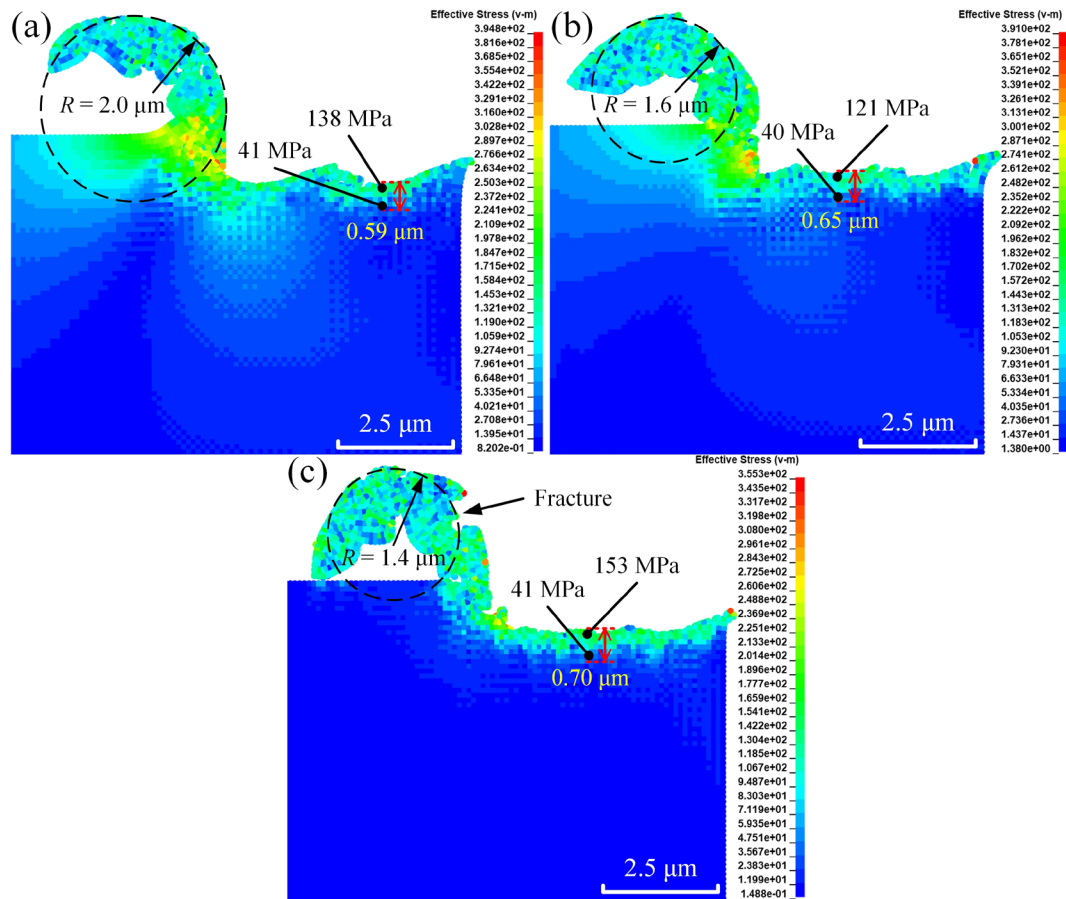 (a)
Effective Stress (v-m)
3.948e+02
3.816e+02
3.685e+02
3.554e+02
3.422e+02
3.291e+02
3.160e+02
3.028e+02
2.897e+02
2.766e+02
2.634e+02
2.503e+02
2.372e+02
2.241e+02
2.109e+02
1.978e+02
1.847e+02
1.715e+02
1.584e+02
1.453e+02
1.321e+02
1.190e+02
1.059e+02
9.274e+01
7.961e+01
6.648e+01
5.335e+01
4.021e+01
2.708e+01
1.395e+01
8.202e-01
R = 2.0 μm
138 MPa
41 MPa
0.59 μm
2.5 μm
(b)
Effective Stress (v-m)
3.910e+02
3.781e+02
3.651e+02
3.521e+02
3.391e+02
3.261e+02
3.131e+02
3.001e+02
2.871e+02
2.741e+02
2.612e+02
2.482e+02
2.352e+02
2.222e+02
2.092e+02
1.962e+02
1.832e+02
1.702e+02
1.572e+02
1.443e+02
1.313e+02
1.183e+02
1.053e+02
9.230e+01
7.931e+01
6.632e+01
5.334e+01
4.035e+01
2.736e+01
1.437e+01
1.380e+00
R = 1.6 μm
121 MPa
40 MPa
0.65 μm
2.5 μm
(c)
Effective Stress (v-m)
3.553e+02
3.435e+02
3.317e+02
3.198e+02
3.080e+02
2.961e+02
2.843e+02
2.725e+02
2.606e+02
2.488e+02
2.369e+02
2.251e+02
2.133e+02
2.014e+02
1.896e+02
1.777e+02
1.659e+02
1.541e+02
1.422e+02
1.304e+02
1.185e+02
1.067e+02
9.487e+01
8.303e+01
7.119e+01
5.935e+01
4.751e+01
3.567e+01
2.383e+01
1.199e+01
1.488e-01
Fracture
R = 1.4 μm
153 MPa
41 MPa
0.70 μm
2.5 μm